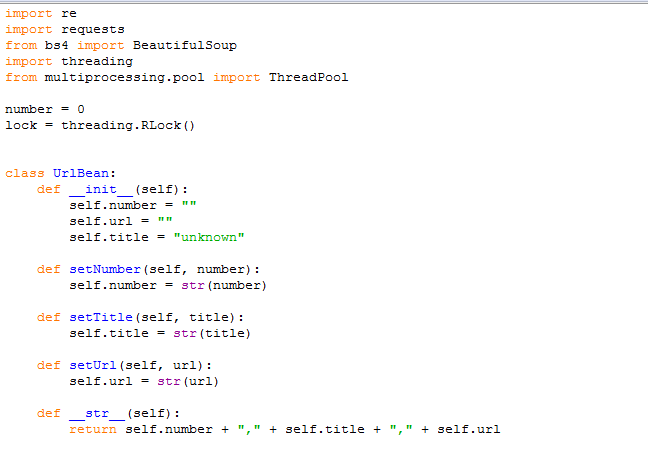 import re
import requests
from bs4 import BeautifulSoup
import threading
from multiprocessing.pool import ThreadPool

number = 0
lock = threading.RLock()


class UrlBean:
    def __init__(self):
        self.number = ""
        self.url = ""
        self.title = "unknown"

    def setNumber(self, number):
        self.number = str(number)

    def setTitle(self, title):
        self.title = str(title)

    def setUrl(self, url):
        self.url = str(url)

    def __str__(self):
        return self.number + "," + self.title + "," + self.url